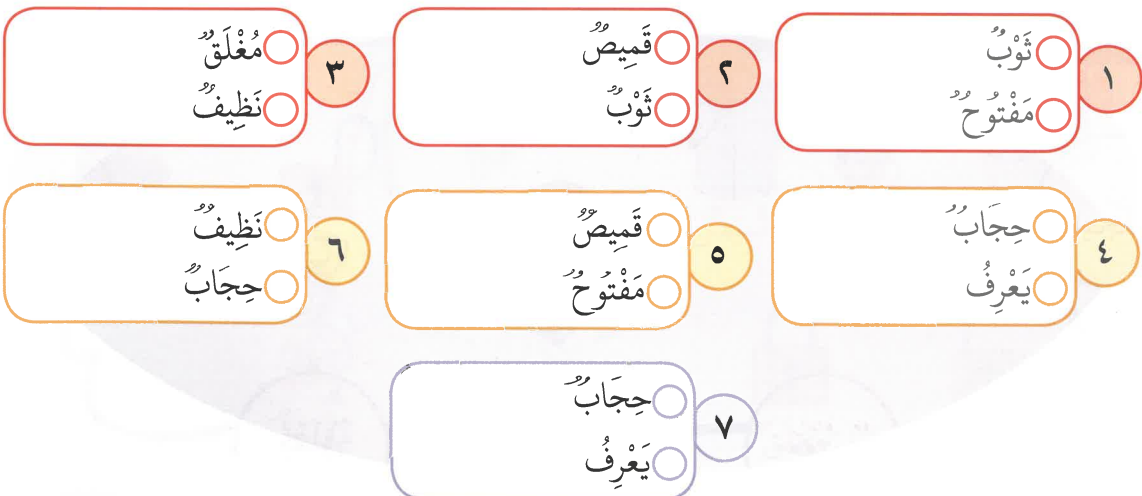 ١
ثَوْبٌ
مَفْتُوحٌ
٢
قَمِيصٌ
ثَوْبٌ
٣
مُغْلَقٌ
نَظِيفٌ
٤
حِجَابٌ
يَعْرِفُ
٥
قَمِيصٌ
مَفْتُوحٌ
٦
نَظِيفٌ
حِجَابٌ
٧
حِجَابٌ
يَعْرِفُ